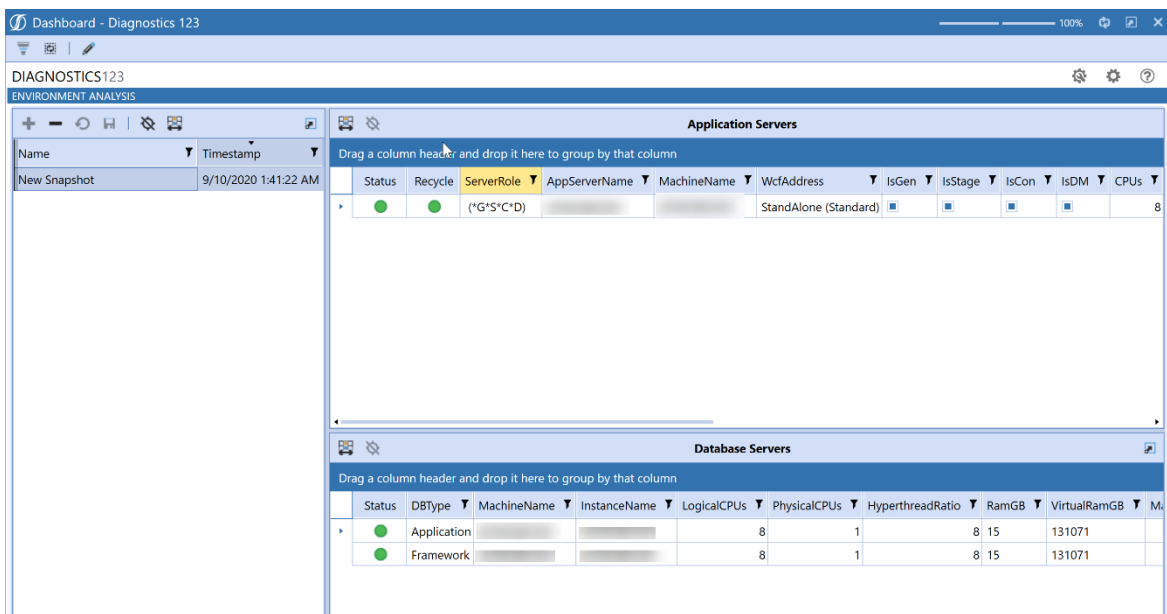 Dashboard - Diagnostics 123
100%
DIAGNOSTICS123
ENVIRONMENT ANALYSIS
Name Timestamp
New Snapshot 9/10/2020 1:41:22 AM
Application Servers
Drag a column header and drop it here to group by that column
Status Recycle ServerRole AppServerName MachineName WcfAddress IsGen IsStage IsCon IsDM CPUs
(*G*S*C*D) StandAlone (Standard) 8
Database Servers
Drag a column header and drop it here to group by that column
Status DBType MachineName InstanceName LogicalCPUs PhysicalCPUs HyperthreadRatio RamGB VirtualRamGB
Application 8 1 8 15 131071
Framework 8 1 8 15 131071